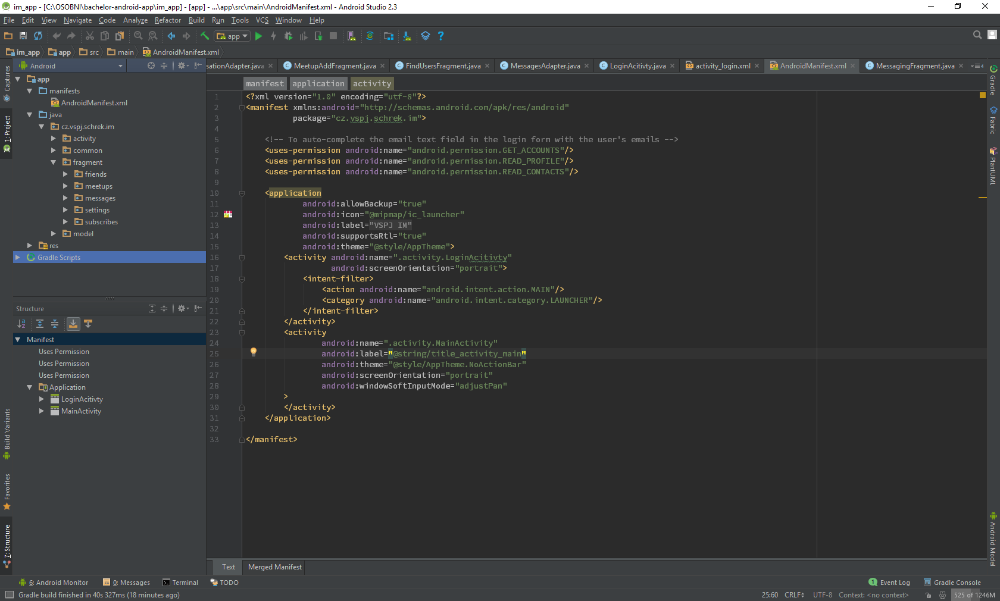 im_app - [C:\OSOBNI\bachelor-android-app\im_app] - [app] - ...\app\src\main\AndroidManifest.xml - Android Studio 2.3
File Edit View Navigate Code Analyze Refactor Build Run Tools VCS Window Help
app
im_app app src main AndroidManifest.xml
Android
sationAdapter.java MeetupAddFragment.java FindUsersFragment.java MessagesAdapter.java LoginAcitivty.java activity_login.xml AndroidManifest.xml MessagingFragment.java 4
Captures
1: Project
Build Variants
Favorites
7: Structure
app
manifests
AndroidManifest.xml
java
cz.vspj.schrek.im
activity
common
fragment
friends
meetups
messages
settings
subscribes
model
res
Gradle Scripts
Structure
Manifest
Uses Permission
Uses Permission
Uses Permission
Application
LoginAcitivty
MainActivity
manifest application activity
1 <?xml version="1.0" encoding="utf-8"?>
2 <manifest xmlns:android="http://schemas.android.com/apk/res/android"
3 package="cz.vspj.schrek.im">
4
5 <!-- To auto-complete the email text field in the login form with the user's emails -->
6 <uses-permission android:name="android.permission.GET_ACCOUNTS"/>
7 <uses-permission android:name="android.permission.READ_PROFILE"/>
8 <uses-permission android:name="android.permission.READ_CONTACTS"/>
9
10 <application
11 android:allowBackup="true"
12 android:icon="@mipmap/ic_launcher"
13 android:label="VSPJ IM"
14 android:supportsRtl="true"
15 android:theme="@style/AppTheme">
16 <activity android:name=".activity.LoginAcitivty"
17 android:screenOrientation="portrait">
18 <intent-filter>
19 <action android:name="android.intent.action.MAIN"/>
20 <category android:name="android.intent.category.LAUNCHER"/>
21 </intent-filter>
22 </activity>
23 <activity
24 android:name=".activity.MainActivity"
25 android:label="@string/title_activity_main"
26 android:theme="@style/AppTheme.NoActionBar"
27 android:screenOrientation="portrait"
28 android:windowSoftInputMode="adjustPan"
29 >
30 </activity>
31 </application>
32
33 </manifest>
Gradle
Fabric
PlantUML
Android Model
Text Merged Manifest
6: Android Monitor 0: Messages Terminal TODO 1 Event Log Gradle Console
Gradle build finished in 40s 327ms (18 minutes ago) 25:60 CRLF UTF-8 Context: <no context> 525 of 1246M